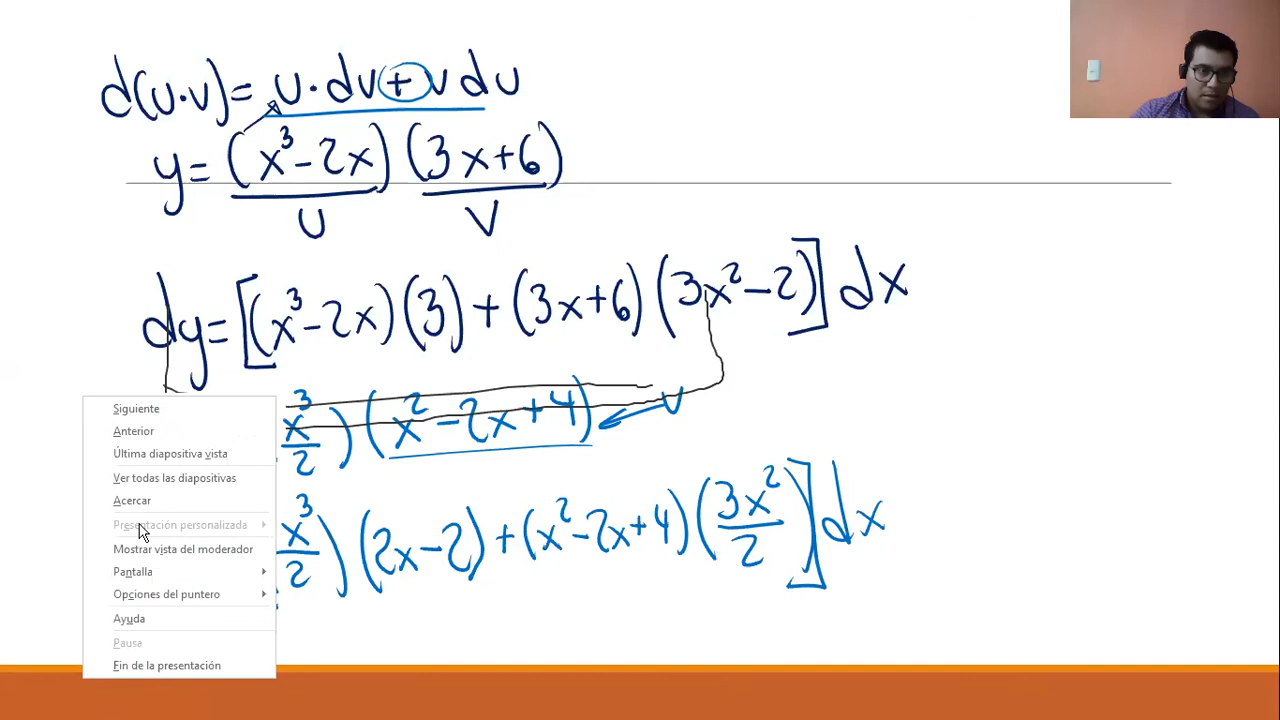 d(u·v)= u·dv+vdu
y= (x³-2x)(3x+6)
u v
dy=[(x³-2x)(3)+(3x+6)(3x²-2)]dx
x³/2)(x²-2x+4) v
x³/2)(2x-2)+(x²-2x+4)(3x²/2)]dx
Siguiente
Anterior
Última diapositiva vista
Ver todas las diapositivas
Acercar
Presentación personalizada
Mostrar vista del moderador
Pantalla
Opciones del puntero
Ayuda
Pausa
Fin de la presentación